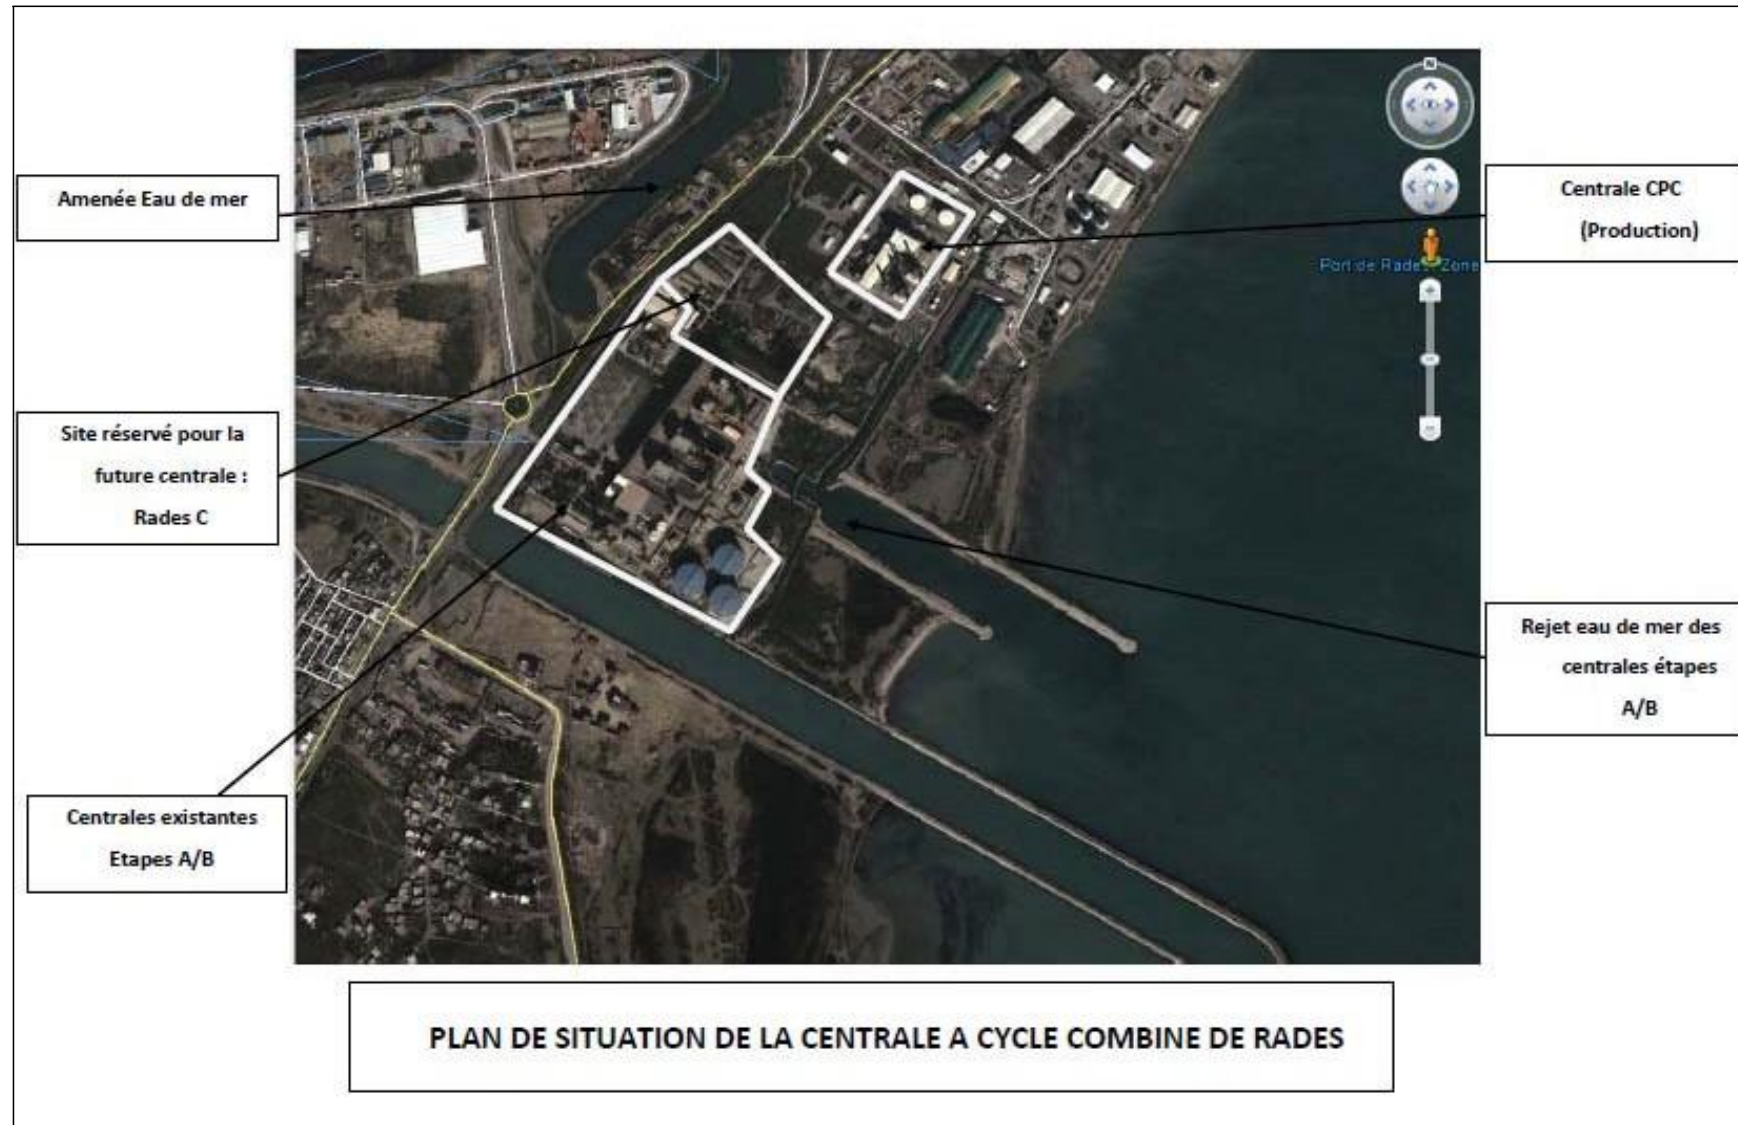 Amenée Eau de mer
Site réservé pour la
future centrale :
Rades C
Centrales existantes
Etapes A/B
N
Centrale CPC
(Production)
Port de Rades Zone
Rejet eau de mer des
centrales étapes
A/B
PLAN DE SITUATION DE LA CENTRALE A CYCLE COMBINE DE RADES